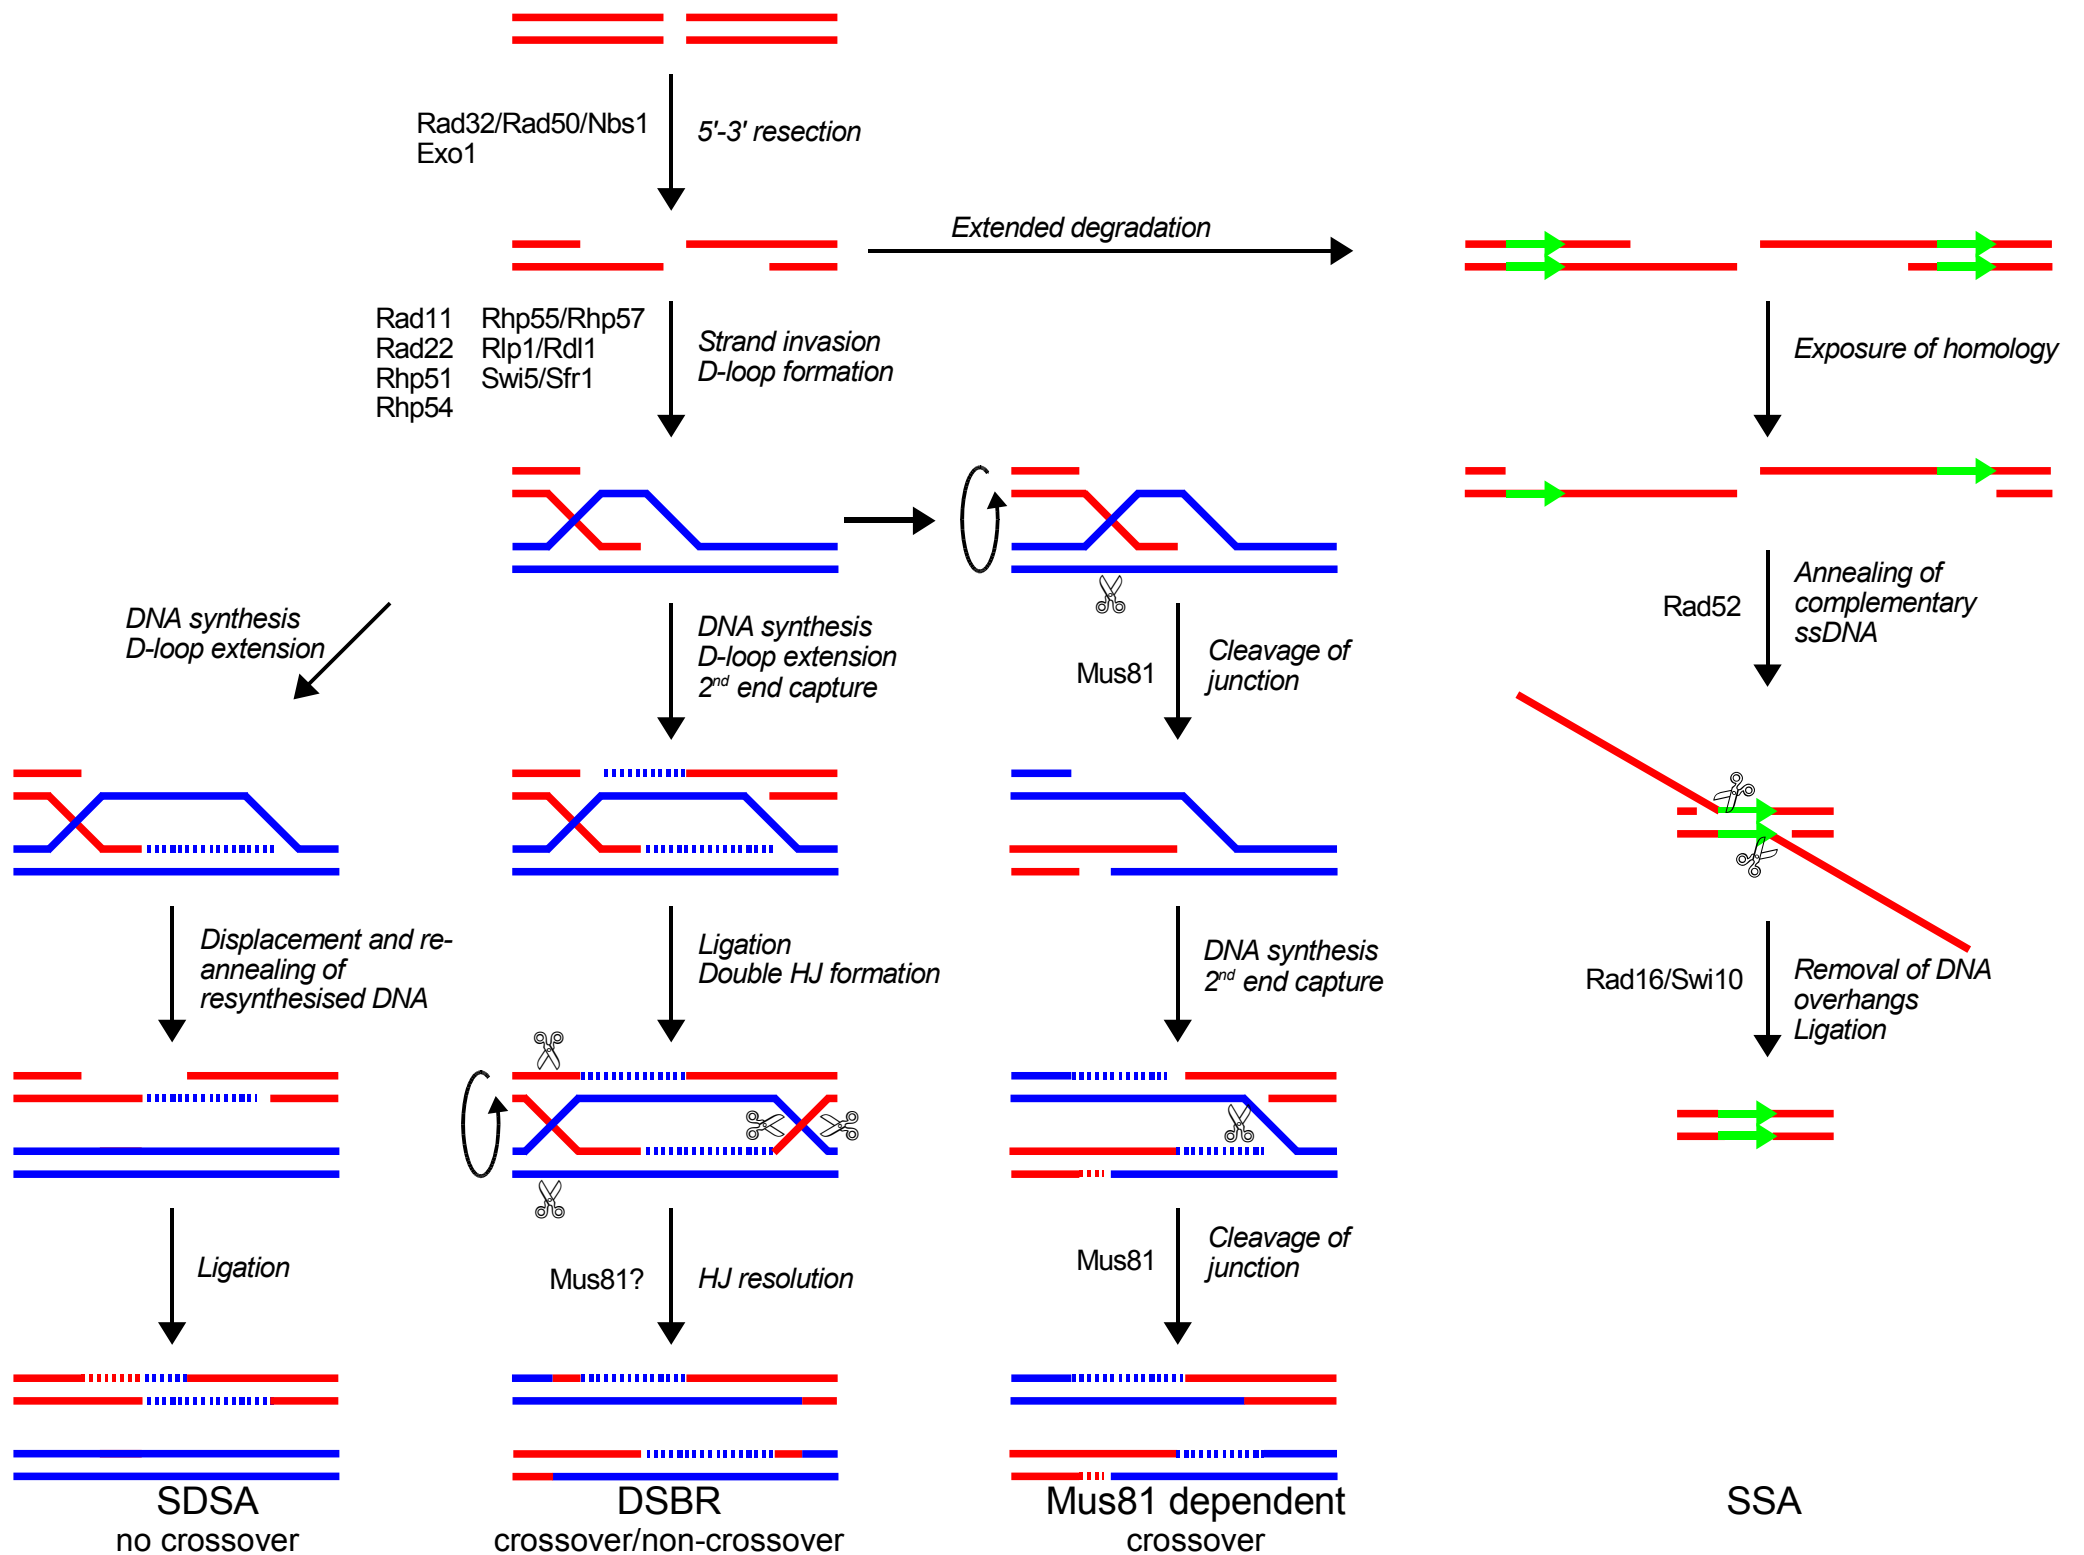 Rad32/Rad50/Nbs1
Exo1
5'-3' resection
Extended degradation
Rad11 Rhp55/Rhp57
Rad22 Rlp1/Rdl1
Rhp51 Swi5/Sfr1
Rhp54
Strand invasion
D-loop formation
Exposure of homology
DNA synthesis
D-loop extension
DNA synthesis
D-loop extension
2nd end capture
Mus81
Cleavage of
junction
Rad52
Annealing of
complementary
ssDNA
Displacement and re-
annealing of
resynthesised DNA
Ligation
Double HJ formation
DNA synthesis
2nd end capture
Rad16/Swi10
Removal of DNA
overhangs
Ligation
Ligation
Mus81?
HJ resolution
Mus81
Cleavage of
junction
SDSA
no crossover
DSBR
crossover/non-crossover
Mus81 dependent
crossover
SSA